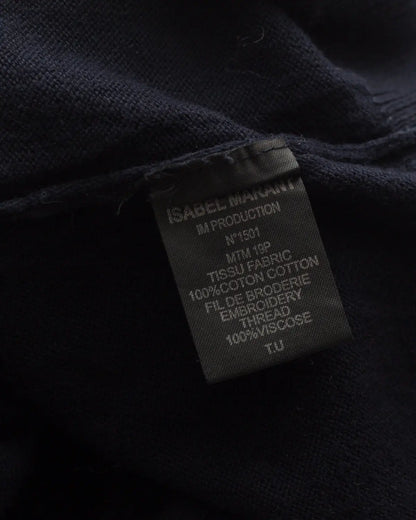 ISABEL MARANT
IM PRODUCTION
N°1501
MTM 19P
TISSU FABRIC
100%COTON COTTON
FIL DE BRODERIE
EMBROIDERY
THREAD
100%VISCOSE
T.U